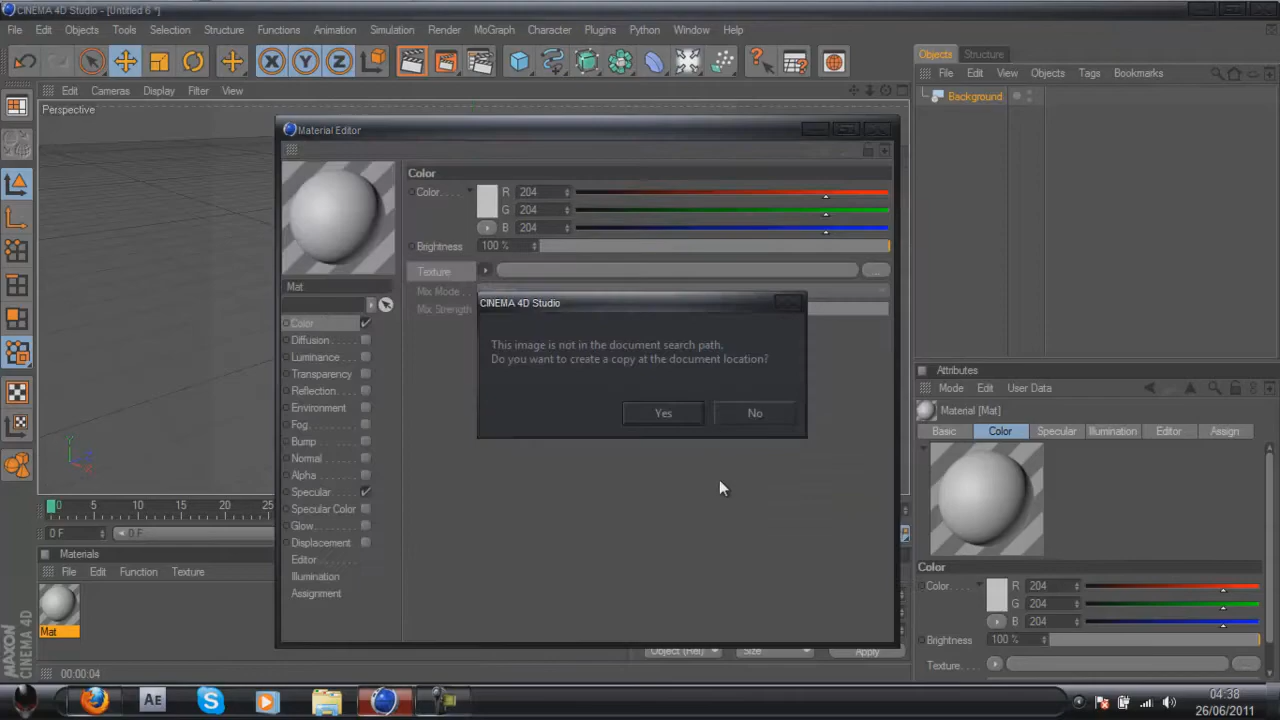 CINEMA 4D Studio - [Untitled 6 *]
File Edit Objects Tools Selection Structure Functions Animation Simulation Render MoGraph Character Plugins Python Window Help
Objects Structure
File Edit View Objects Tags Bookmarks
Edit Cameras Display Filter View
Background
Perspective
Material Editor
Color
Color. . . . R 204
G 204
B 204
Brightness 100 %
Texture ...
Mix Mode . .
Mix Strength
Mat
CINEMA 4D Studio
This image is not in the document search path.
Do you want to create a copy at the document location?
Yes No
Color
Diffusion
Luminance
Transparency
Reflection
Environment
Fog
Bump
Normal
Alpha
Specular
Specular Color
Glow
Displacement
Editor
Illumination
Assignment
Attributes
Mode Edit User Data
Material [Mat]
Basic Color Specular Illumination Editor Assign
Color
Color. . . . R 204
G 204
B 204
Brightness 100 %
Texture. . . . ...
0 5 10 15 20 25
0 F 0 F
Materials
File Edit Function Texture
Mat
MAXON CINEMA 4D
Object (Rel) Size Apply
00:00:04
AE
04:38
26/06/2011